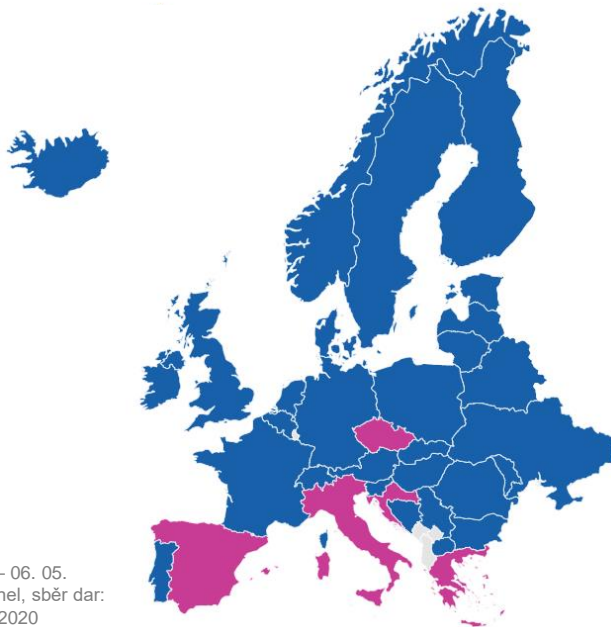 – 06. 05.
nel, sběr dar:
2020